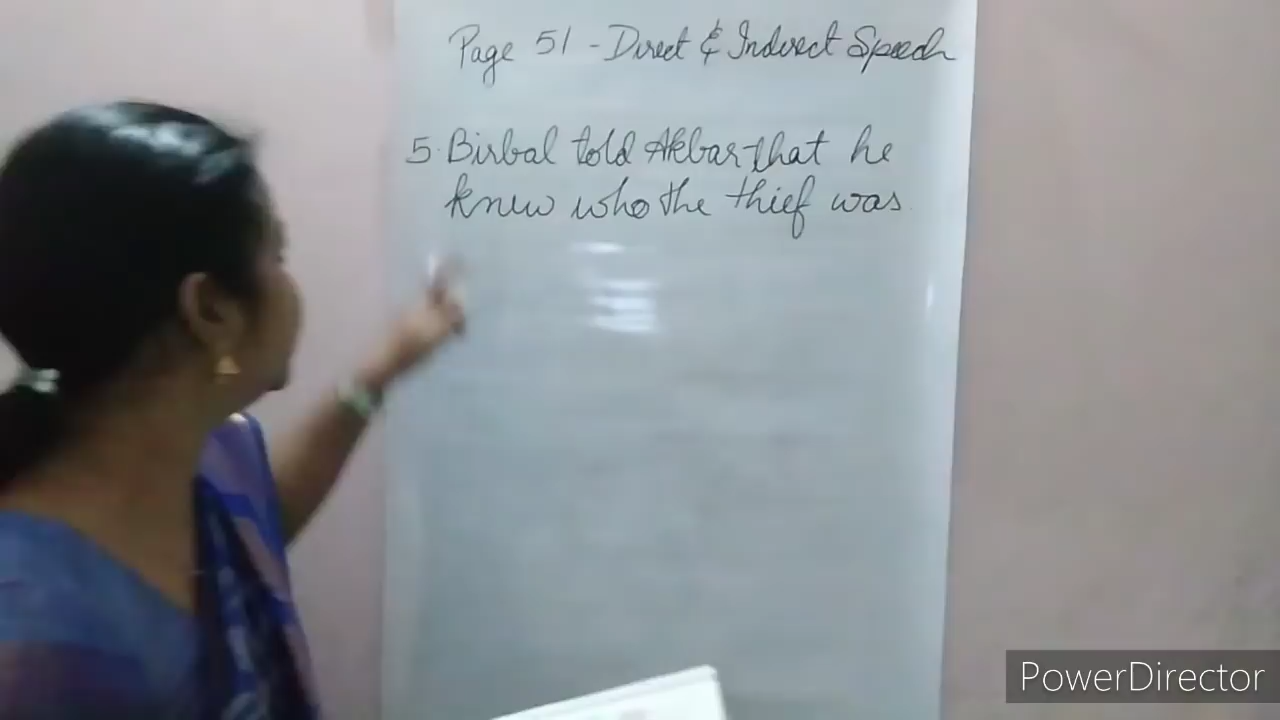 Page 51 - Direct & Indirect Speech
5. Birbal told Akbar that he
knew who the thief was.
PowerDirector